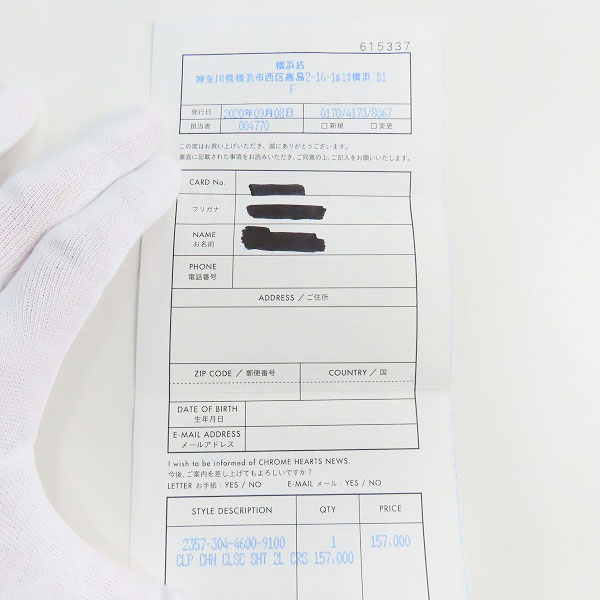 615337
横浜店
神奈川県横浜市西区高島2-16-1ﾙﾐﾈ横浜 B1
F
発行日 2020年09月08日 0170/4173/8067
担当者 004770 □新規 □変更
この度はお買い上げいただき、誠にありがとうございます。
裏面に記載された事項をお読みいただき、ご同意の上、ご記入をお願いいたします。
CARD No.
フリガナ
NAME
お名前
PHONE
電話番号
ADDRESS / ご住所
ZIP CODE / 郵便番号 COUNTRY / 国
DATE OF BIRTH
生年月日
E-MAIL ADDRESS
メールアドレス
I wish to be informed of CHROME HEARTS NEWS.
今後、ご案内を差し上げてもよろしいですか？
LETTER お手紙 : YES / NO E-MAIL メール : YES / NO
STYLE DESCRIPTION QTY PRICE
2357-304-4600-9100 1 157,000
CLP CHN CLSC SHT 2L CRS 157,000